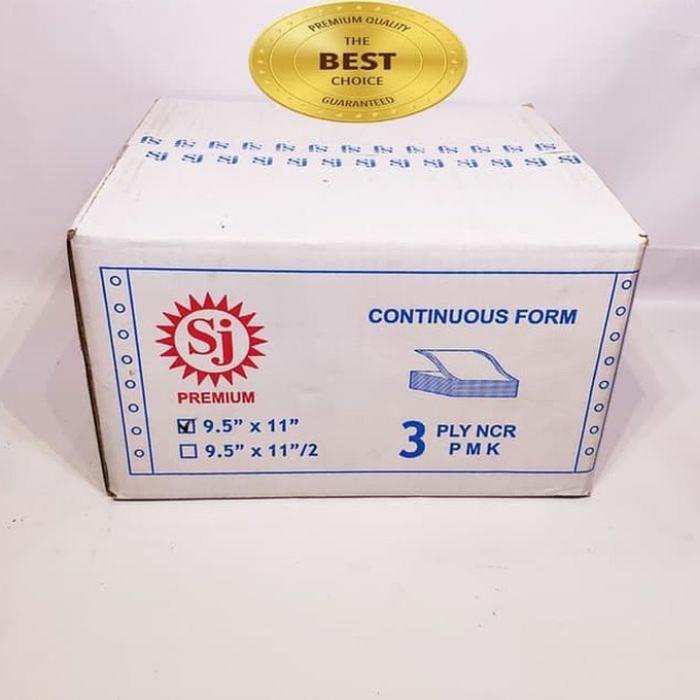 PREMIUM QUALITY
THE
BEST
CHOICE
GUARANTEED
Sj
PREMIUM
9.5" x 11"
9.5" x 11"/2
CONTINUOUS FORM
3 PLY NCR
PMK